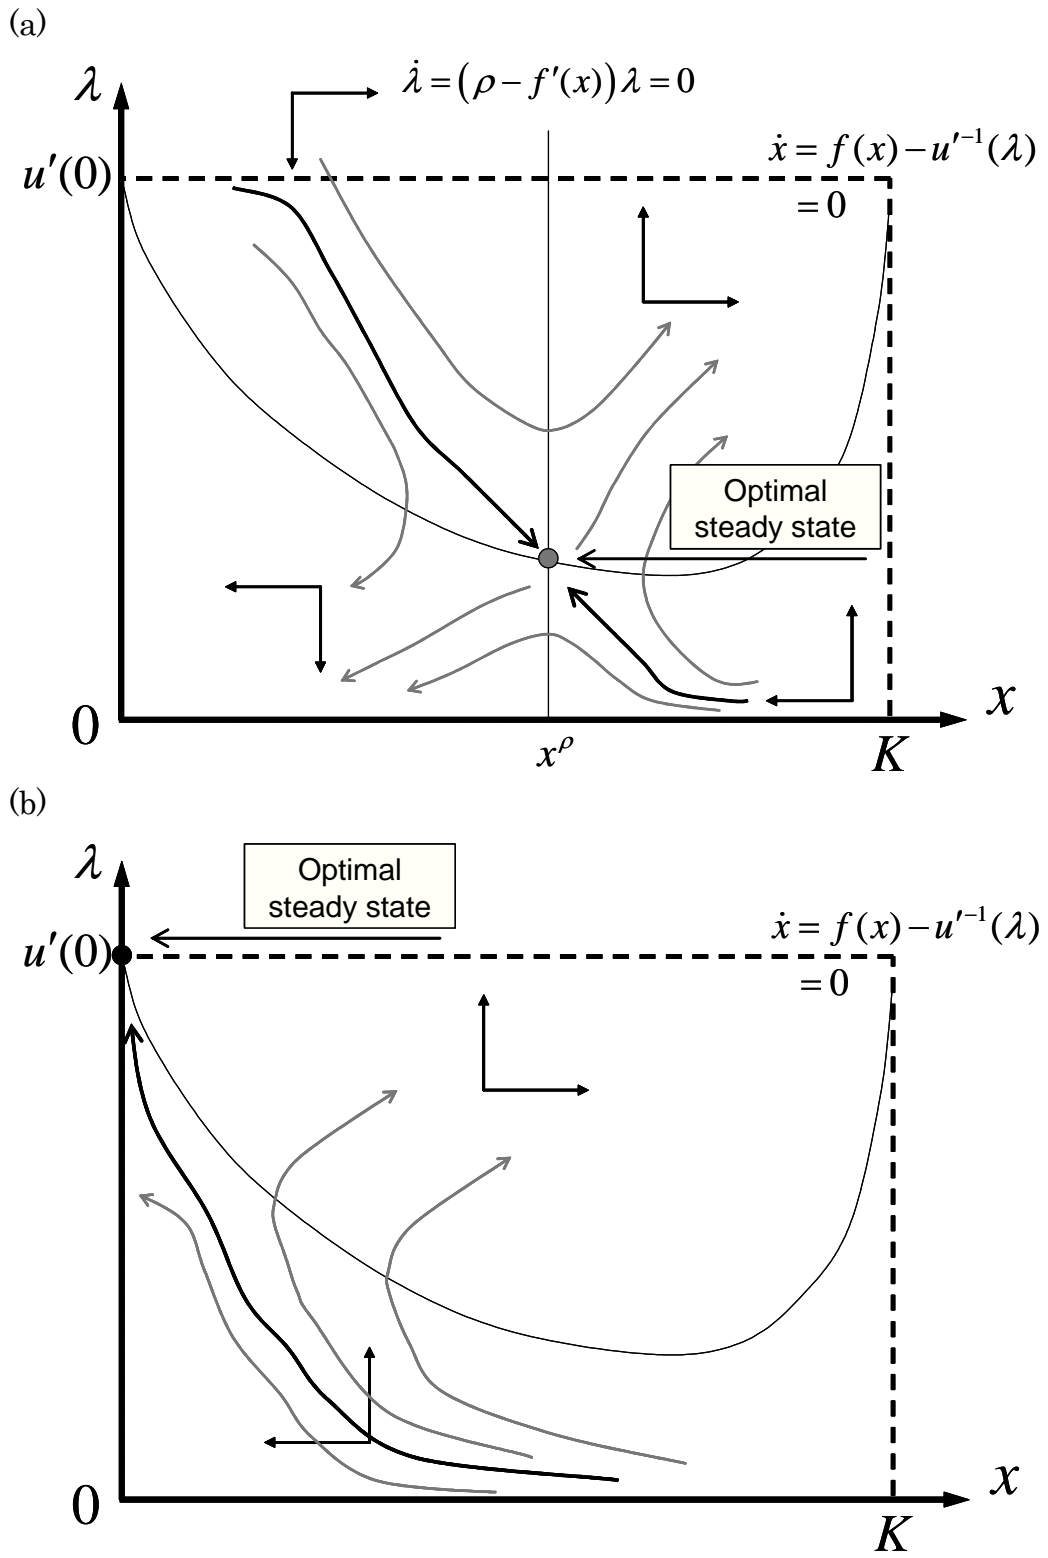 (a)
λ
λ̇ = (ρ − f′(x)) λ = 0
ẋ = f(x) − u′⁻¹(λ)
= 0
u′(0)
Optimal
steady state
0
x^ρ
K
x
(b)
λ
Optimal
steady state
ẋ = f(x) − u′⁻¹(λ)
= 0
u′(0)
0
K
x